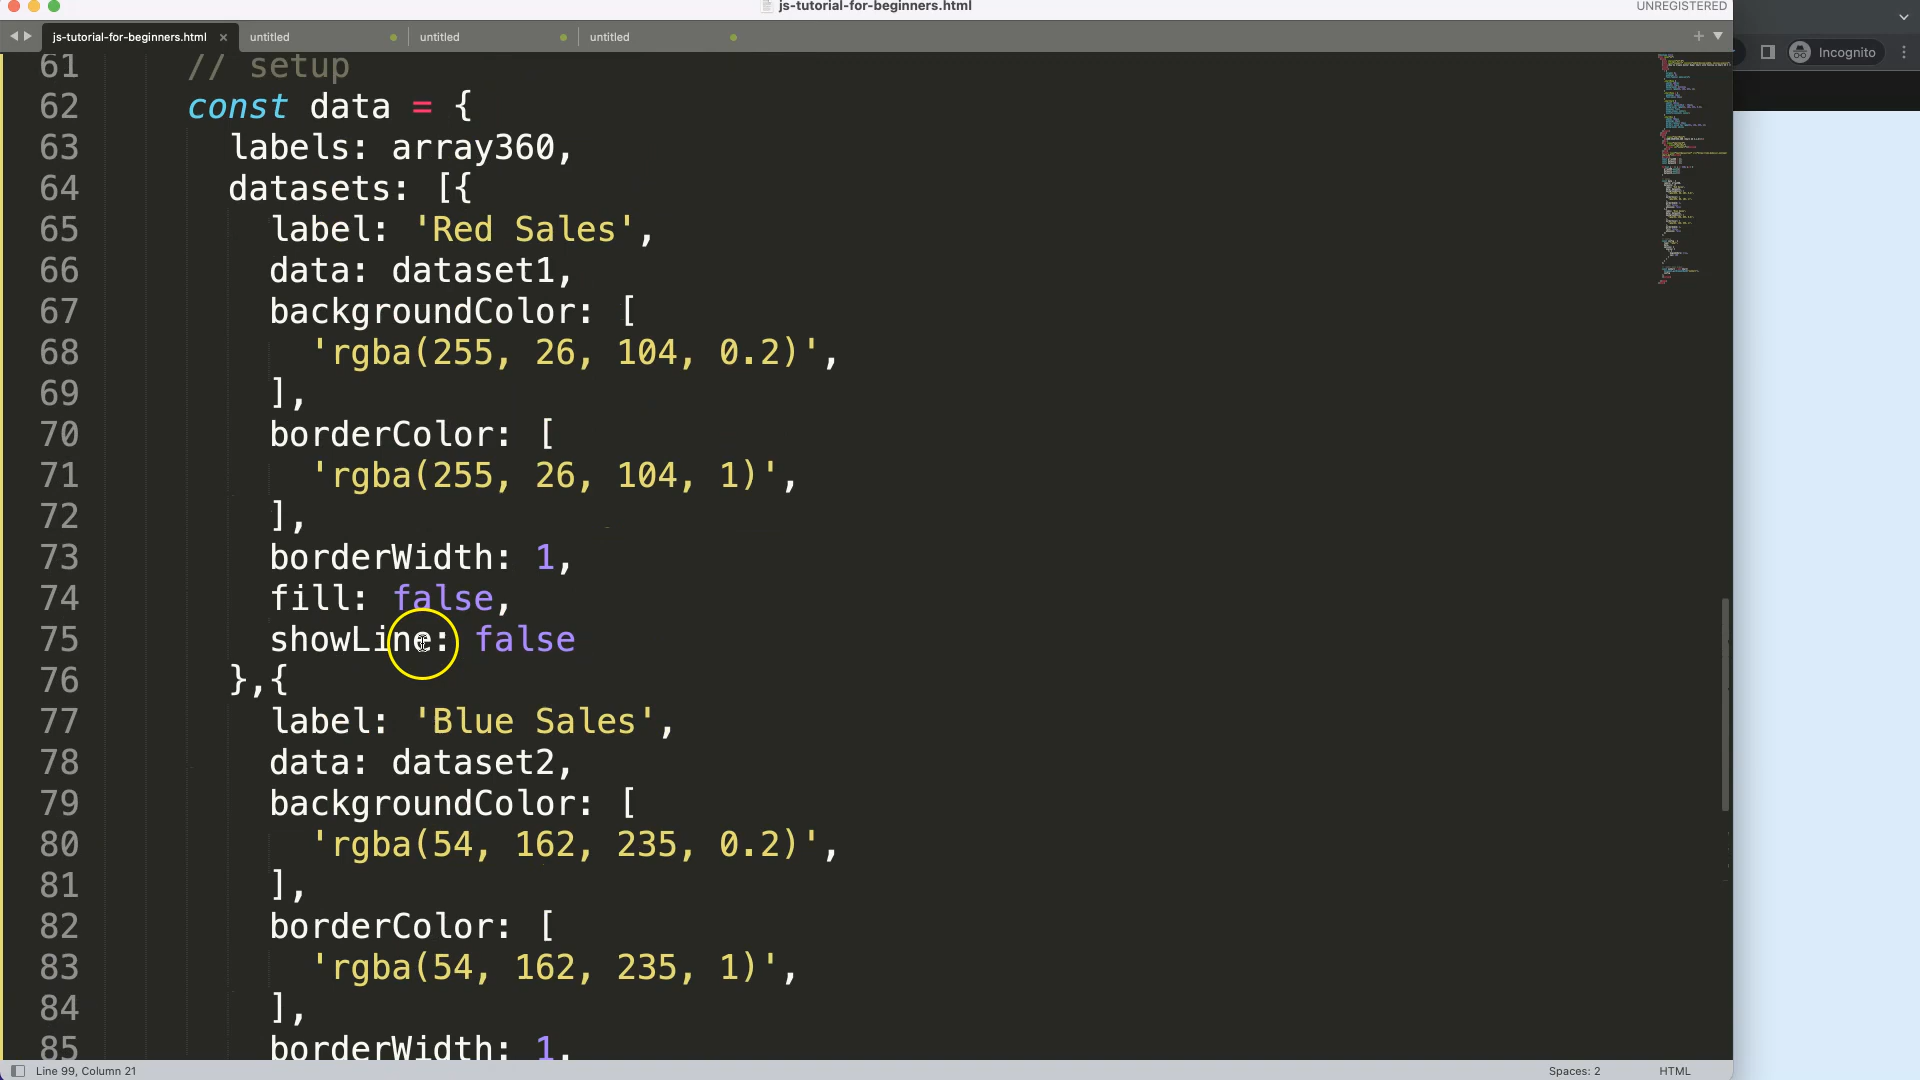 js-tutorial-for-beginners.html
UNREGISTERED
js-tutorial-for-beginners.html × untitled untitled untitled
Incognito
61 // setup
62 const data = {
63 labels: array360,
64 datasets: [{
65 label: 'Red Sales',
66 data: dataset1,
67 backgroundColor: [
68 'rgba(255, 26, 104, 0.2)',
69 ],
70 borderColor: [
71 'rgba(255, 26, 104, 1)',
72 ],
73 borderWidth: 1,
74 fill: false,
75 showLine: false
76 },{
77 label: 'Blue Sales',
78 data: dataset2,
79 backgroundColor: [
80 'rgba(54, 162, 235, 0.2)',
81 ],
82 borderColor: [
83 'rgba(54, 162, 235, 1)',
84 ],
85 borderWidth: 1,
Line 99, Column 21
Spaces: 2
HTML